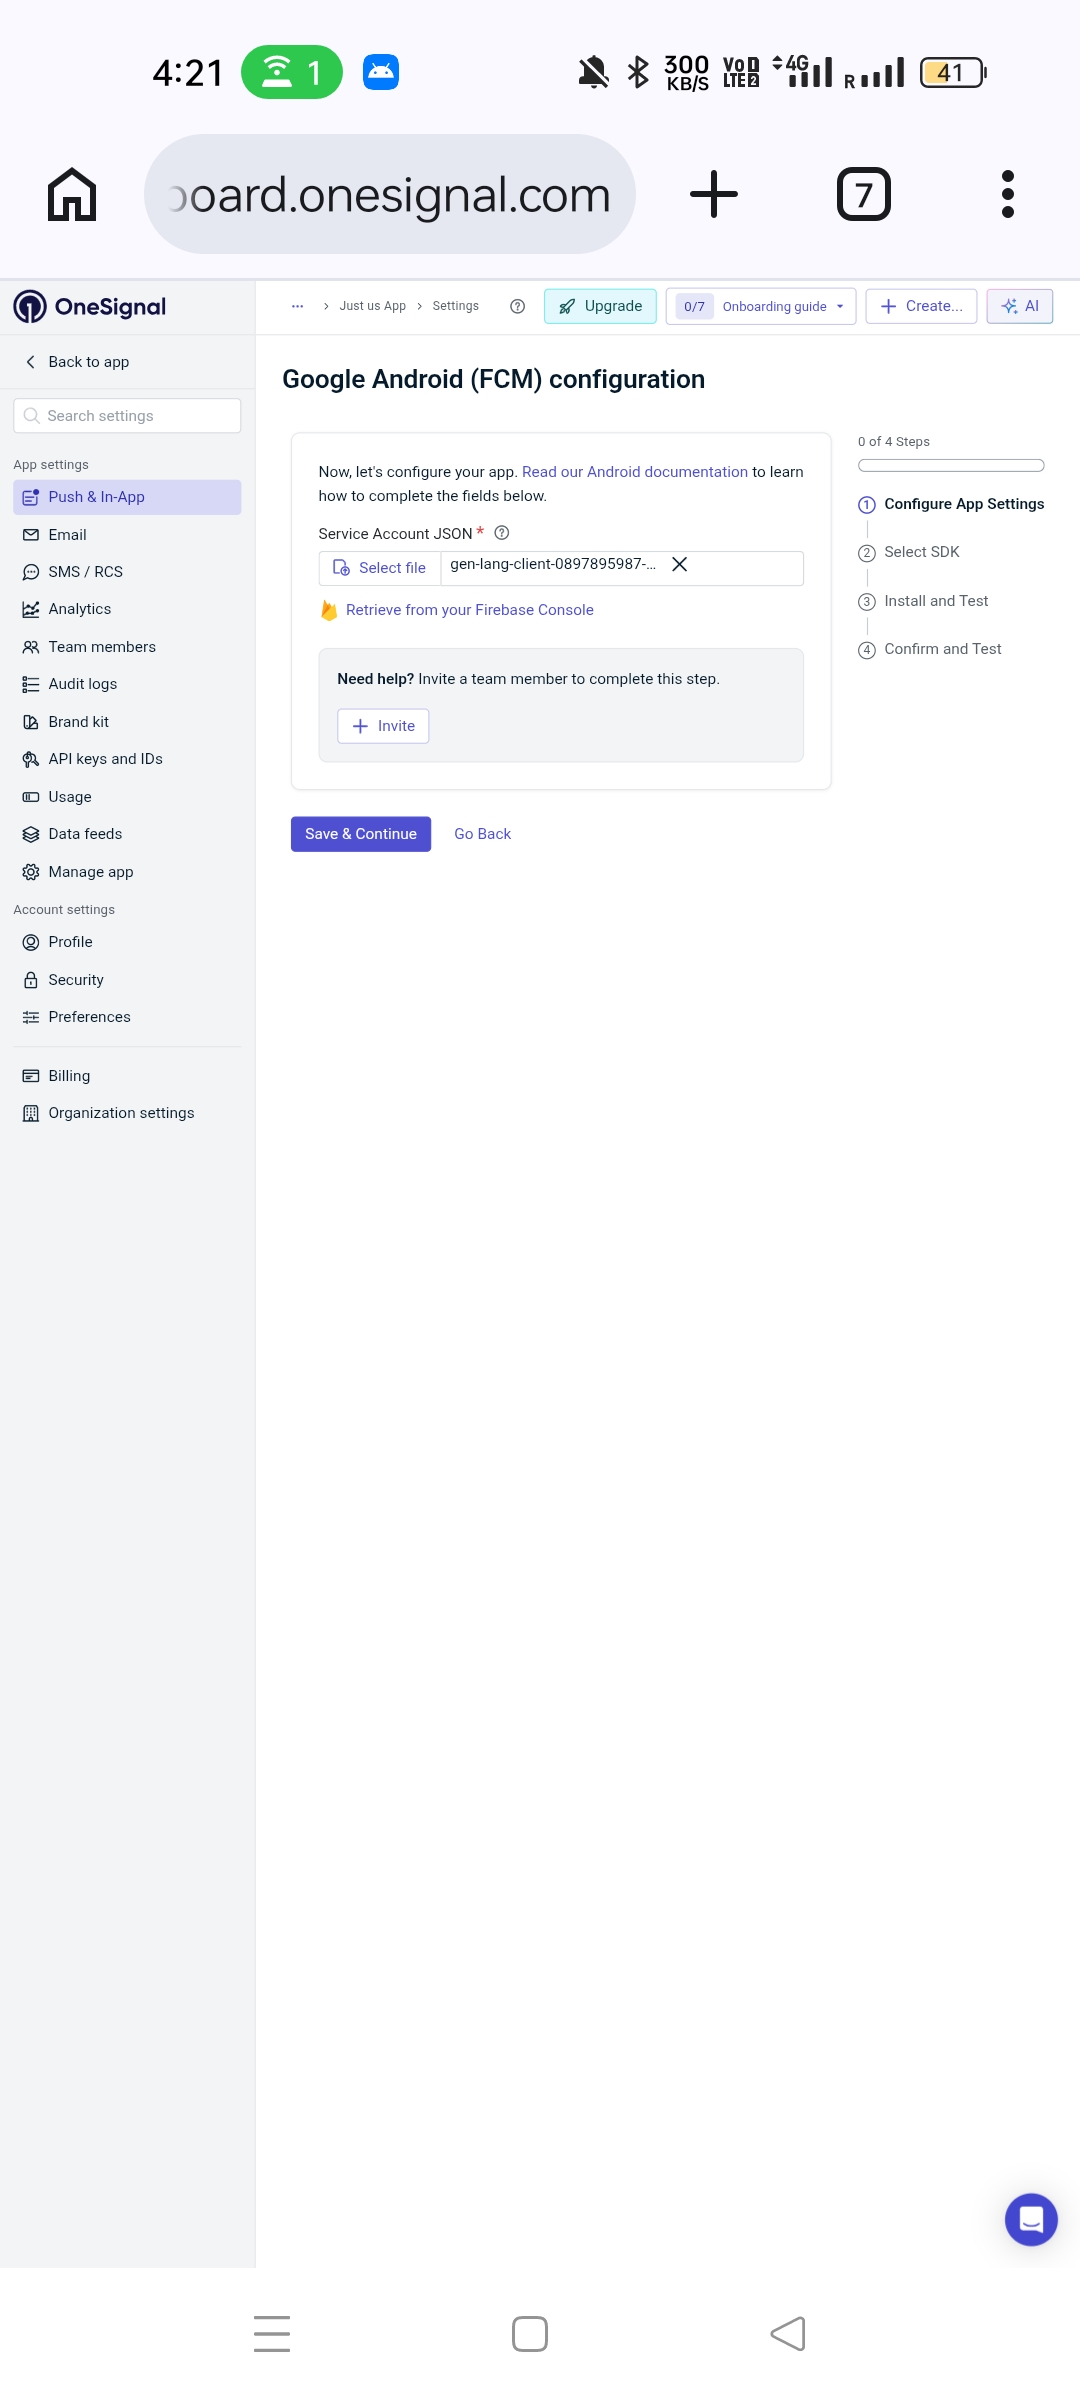 4:21
1
300
KB/S
VoD
LTE 2
4G
R
41
board.onesignal.com
7
OneSignal
... > Just us App > Settings
Upgrade
0/7 Onboarding guide
Create...
AI
Back to app
Search settings
App settings
Push & In-App
Email
SMS / RCS
Analytics
Team members
Audit logs
Brand kit
API keys and IDs
Usage
Data feeds
Manage app
Account settings
Profile
Security
Preferences
Billing
Organization settings
Google Android (FCM) configuration
Now, let's configure your app. Read our Android documentation to learn
how to complete the fields below.
Service Account JSON *
Select file
gen-lang-client-0897895987-...
Retrieve from your Firebase Console
Need help? Invite a team member to complete this step.
Invite
Save & Continue
Go Back
0 of 4 Steps
1 Configure App Settings
2 Select SDK
3 Install and Test
4 Confirm and Test